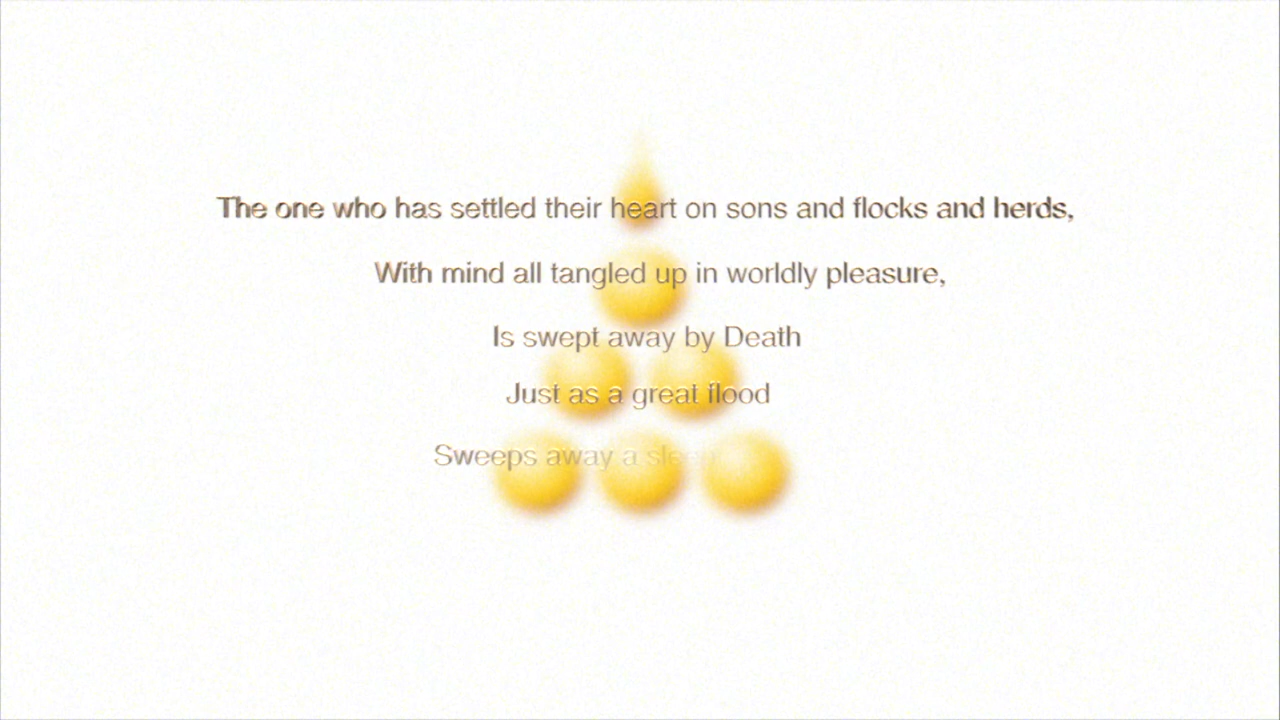 The one who has settled their heart on sons and flocks and herds,
With mind all tangled up in worldly pleasure,
Is swept away by Death
Just as a great flood
Sweeps away a